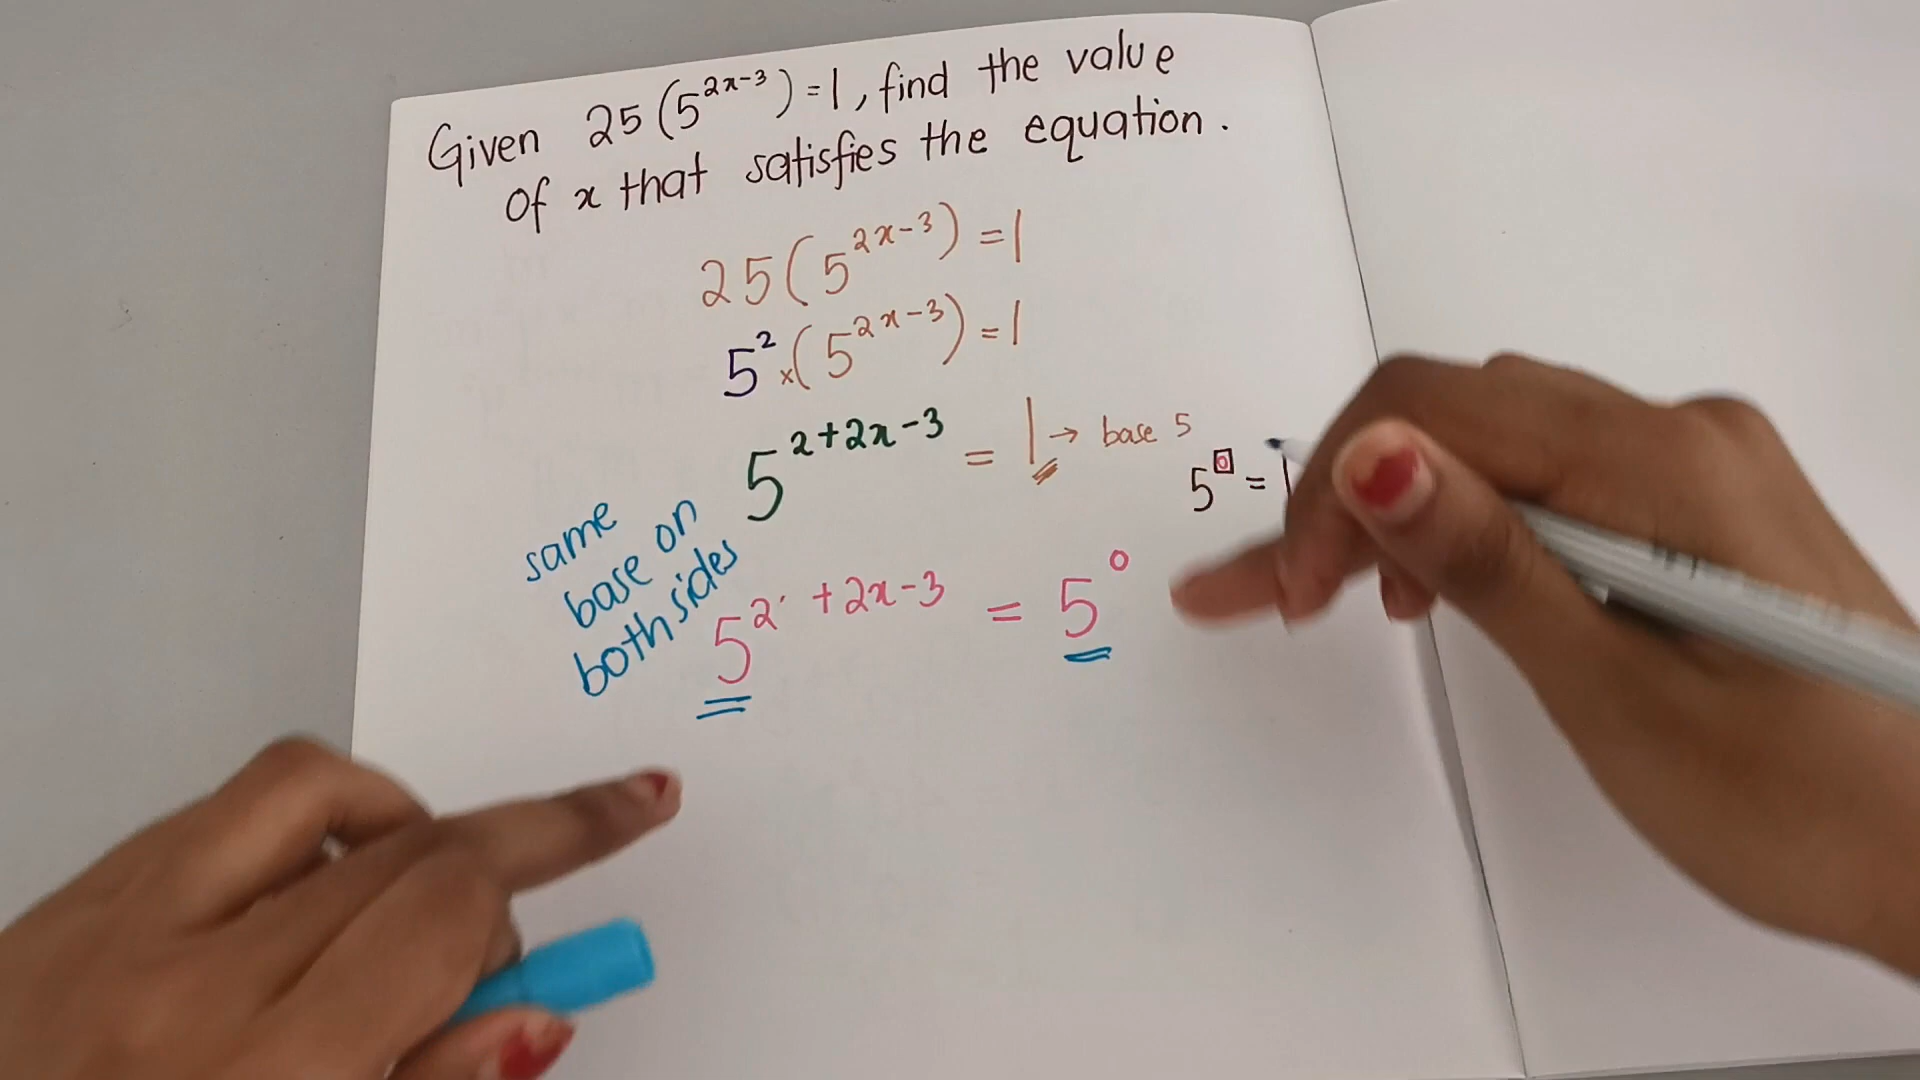 Given 25(5^{2x-3})=1, find the value
of x that satisfies the equation.
25(5^{2x-3})=1
5^2×(5^{2x-3})=1
5^{2+2x-3} = 1 → base 5
5^0 = 1
same
base on
both sides
5^{2+2x-3} = 5^0